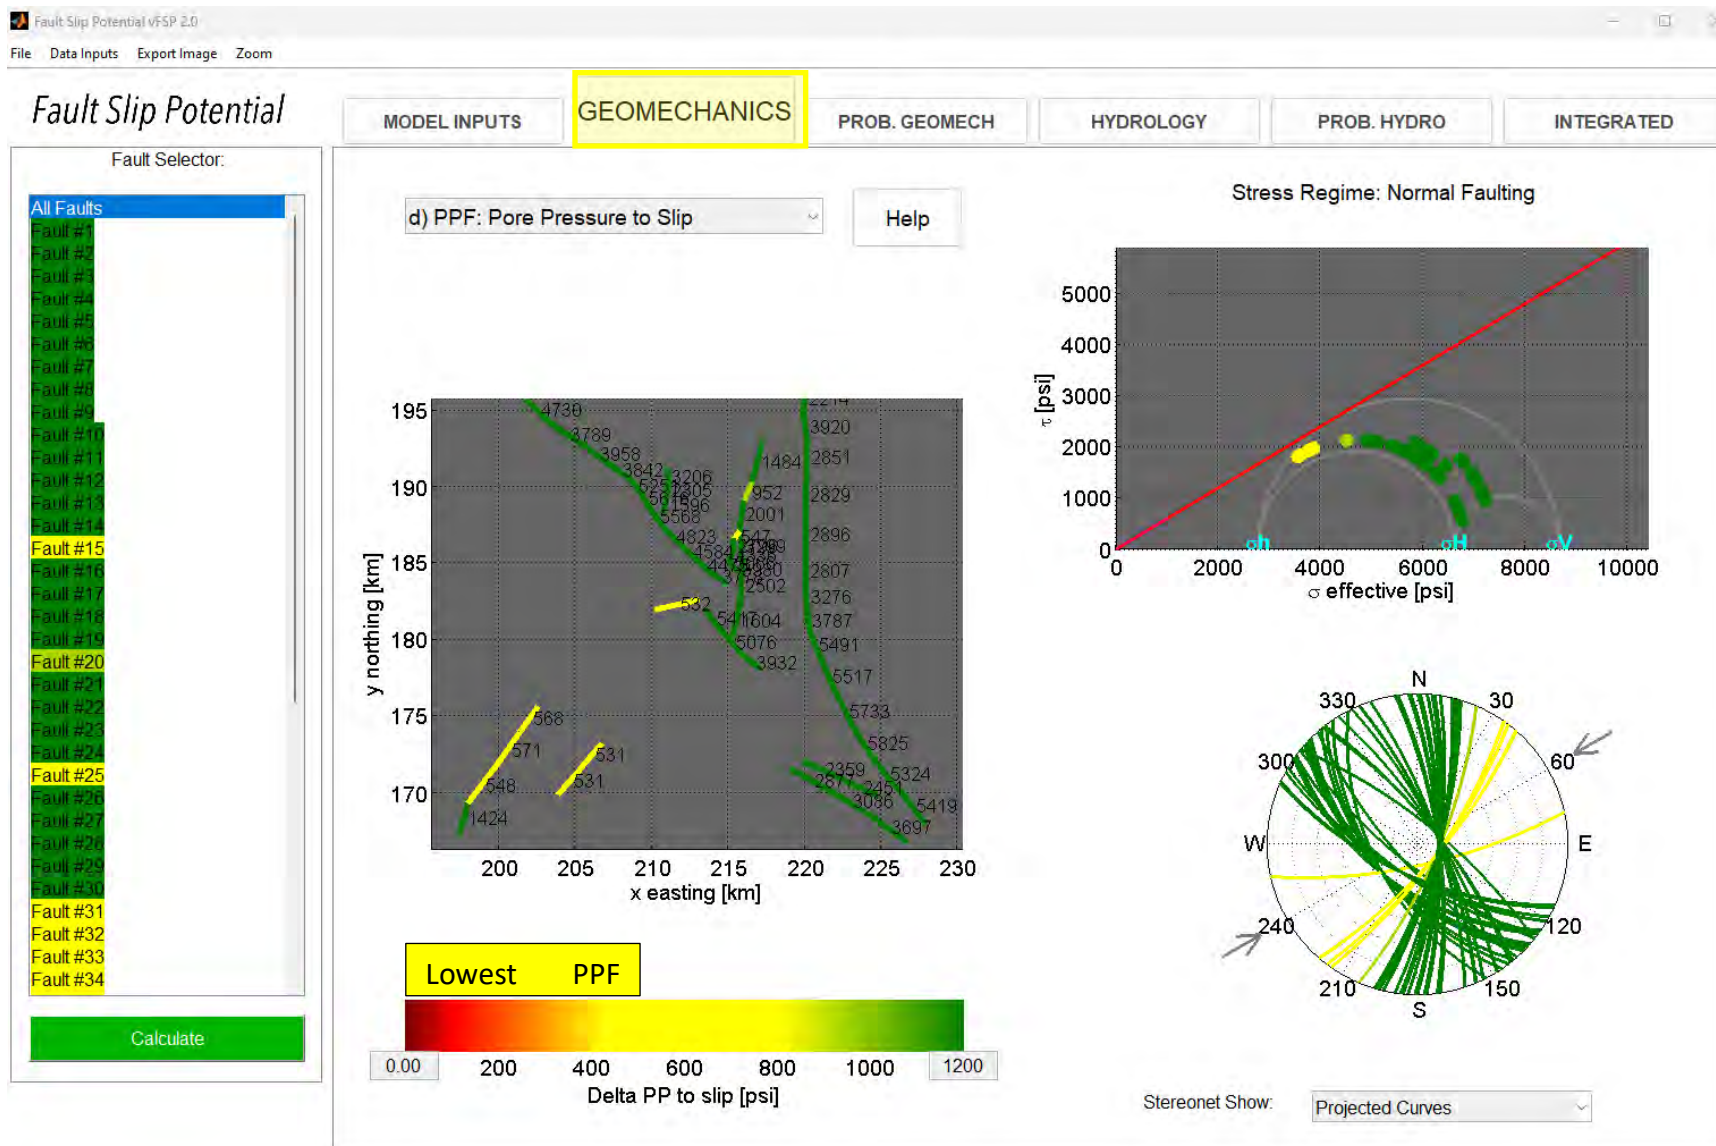 Fault Slip Potential vFSP 2.0
File Data Inputs Export Image Zoom
Fault Slip Potential
MODEL INPUTS
GEOMECHANICS
PROB. GEOMECH
HYDROLOGY
PROB. HYDRO
INTEGRATED
Fault Selector:
All Faults
Fault #1
Fault #2
Fault #3
Fault #4
Fault #5
Fault #6
Fault #7
Fault #8
Fault #9
Fault #10
Fault #11
Fault #12
Fault #13
Fault #14
Fault #15
Fault #16
Fault #17
Fault #18
Fault #19
Fault #20
Fault #21
Fault #22
Fault #23
Fault #24
Fault #25
Fault #26
Fault #27
Fault #28
Fault #29
Fault #30
Fault #31
Fault #32
Fault #33
Fault #34
Calculate
d) PPF: Pore Pressure to Slip
Help
195
190
185
180
175
170
y northing [km]
4730
3789
3958
3842
3206
5568
4823
1484
952
2001
547
2502
532
5417
1604
5076
3932
2214
3920
2851
2829
2896
2807
3276
3787
5491
5517
5733
5825
5324
5419
2359
2877
2451
3086
3697
568
571
548
1424
531
531
200 205 210 215 220 225 230
x easting [km]
Lowest PPF
0.00 200 400 600 800 1000 1200
Delta PP to slip [psi]
Stress Regime: Normal Faulting
5000
4000
3000
2000
1000
0
τ [psi]
σh σH σV
0 2000 4000 6000 8000 10000
σ effective [psi]
N
30
60
E
120
150
S
210
240
W
300
330
Stereonet Show:
Projected Curves